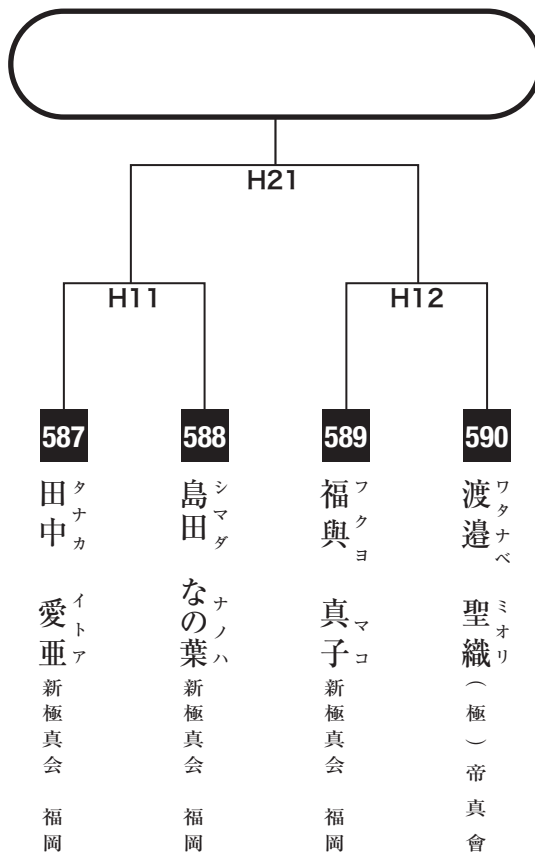 H21
H11
H12
587
588
589
590
田中 愛亜
タナカ イトア
新極真会 福岡
島田 なの葉
シマダ ナノハ
新極真会 福岡
福與 真子
フクヨ マコ
新極真会 福岡
渡邉 聖織
ワタナベ ミオリ
（極）帝真會